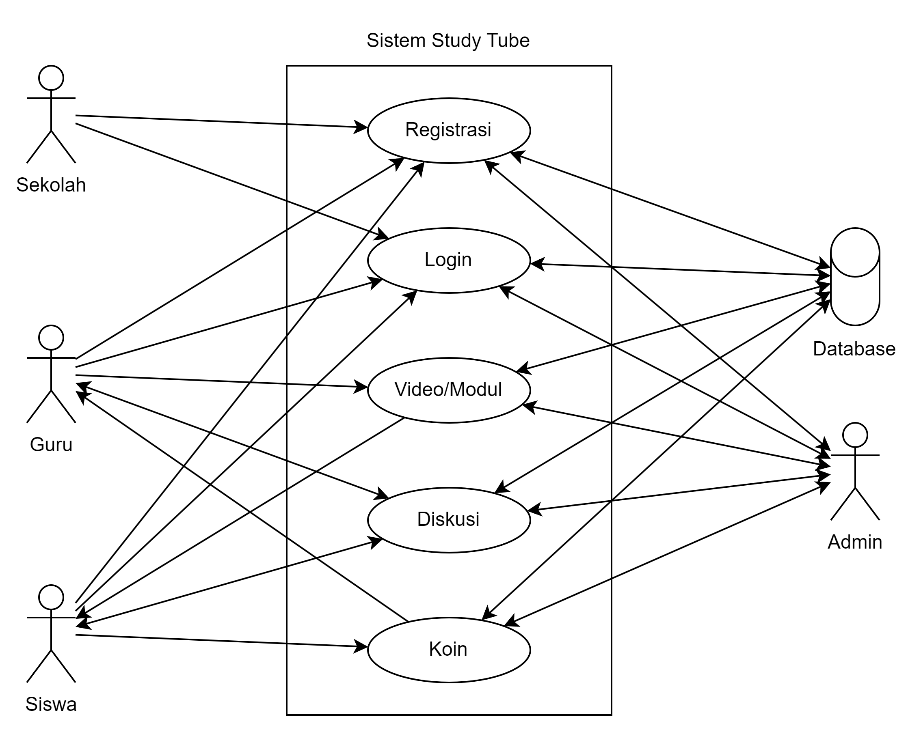 Sistem Study Tube
Registrasi
Sekolah
Login
Database
Video/Modul
Guru
Diskusi
Admin
Koin
Siswa